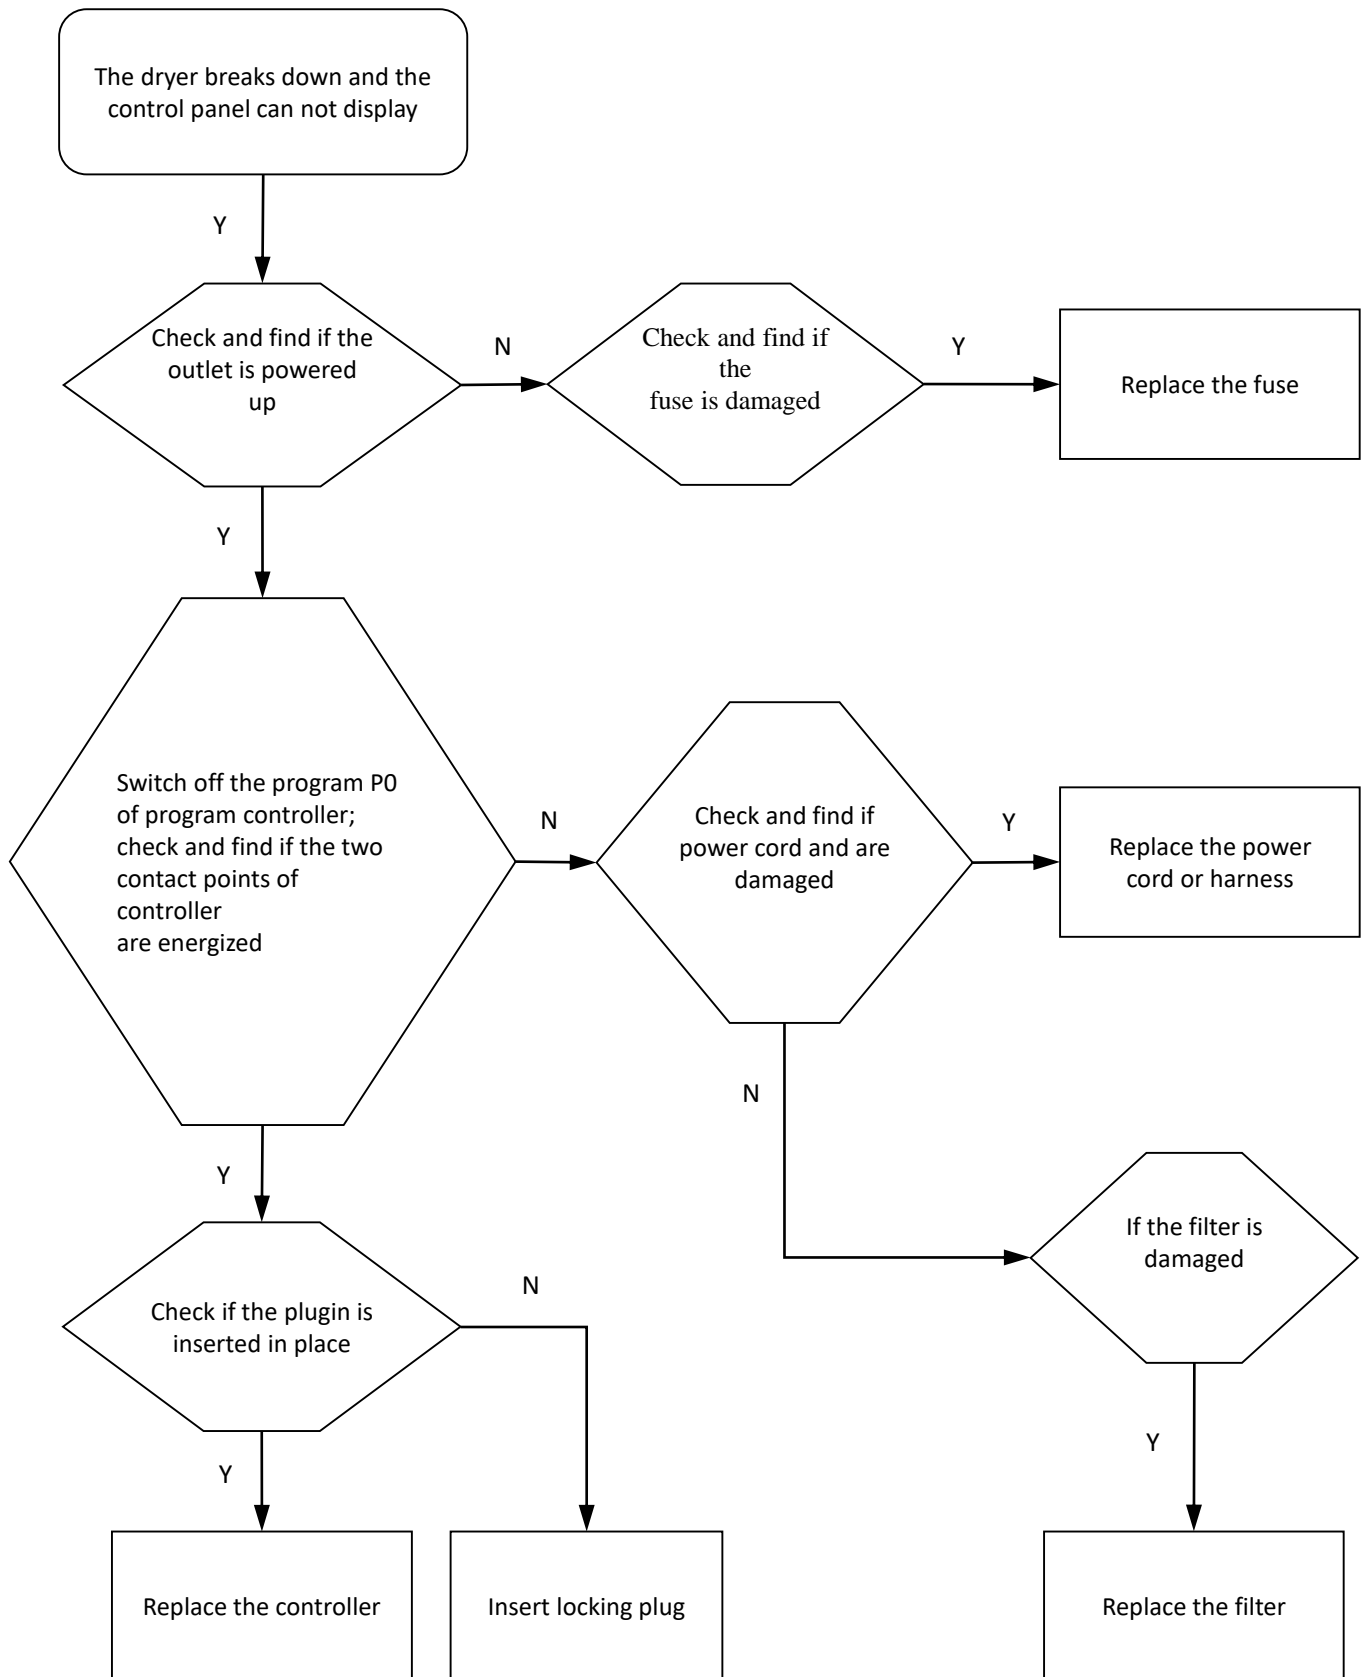 The dryer breaks down and the
control panel can not display
Y
Check and find if the
outlet is powered
up
N
Check and find if
the
fuse is damaged
Y
Replace the fuse
Y
Switch off the program P0
of program controller;
check and find if the two
contact points of
controller
are energized
N
Check and find if
power cord and are
damaged
Y
Replace the power
cord or harness
N
Y
If the filter is
damaged
Check if the plugin is
inserted in place
N
Y
Y
Replace the controller
Insert locking plug
Replace the filter